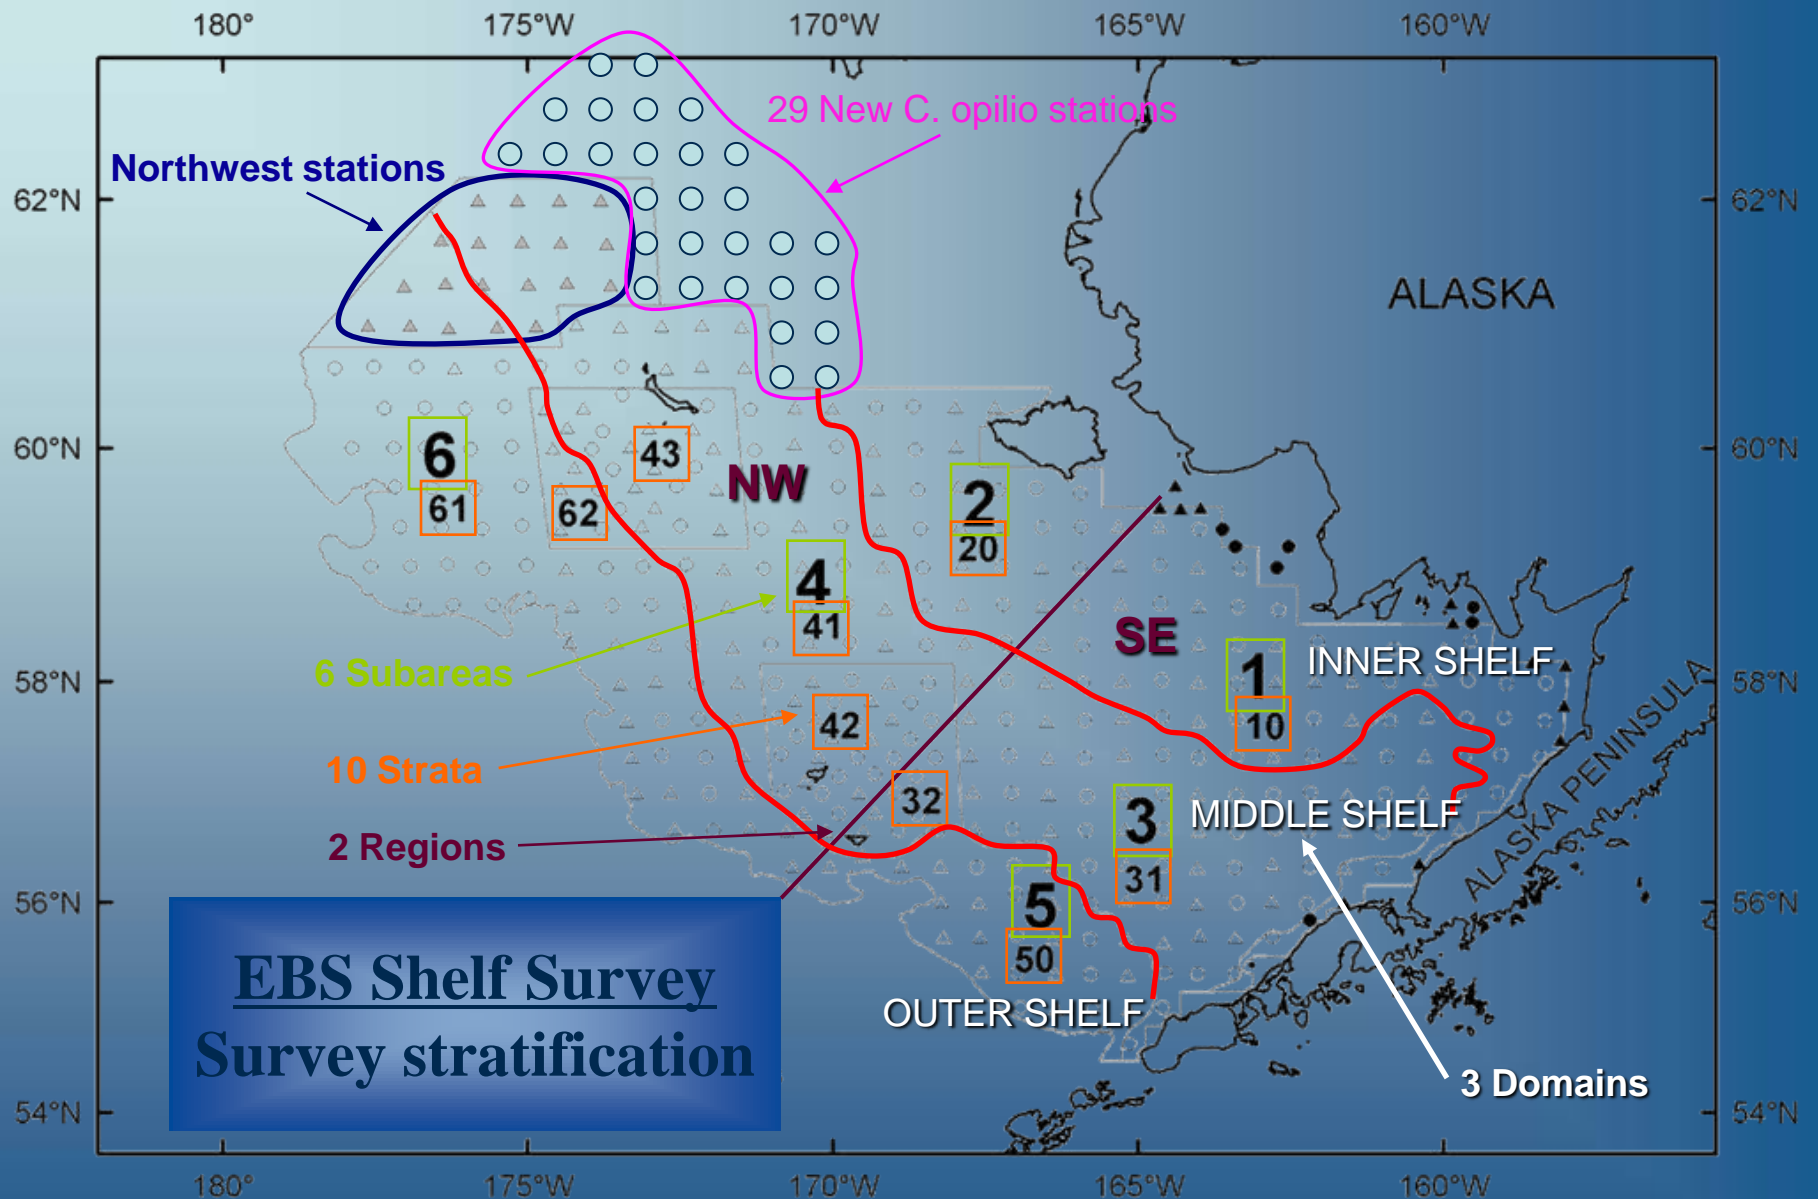 180° 175°W 170°W 165°W 160°W
29 New C. opilio stations
Northwest stations
62°N 62°N
ALASKA
60°N 60°N
6
61
43
62
NW
2
20
4
41
SE
6 Subareas
1
10
INNER SHELF
58°N 58°N
42
10 Strata
32
3
31
MIDDLE SHELF
ALASKA PENINSULA
2 Regions
56°N 56°N
5
50
OUTER SHELF
EBS Shelf Survey
Survey stratification
3 Domains
54°N 54°N
180° 175°W 170°W 165°W 160°W